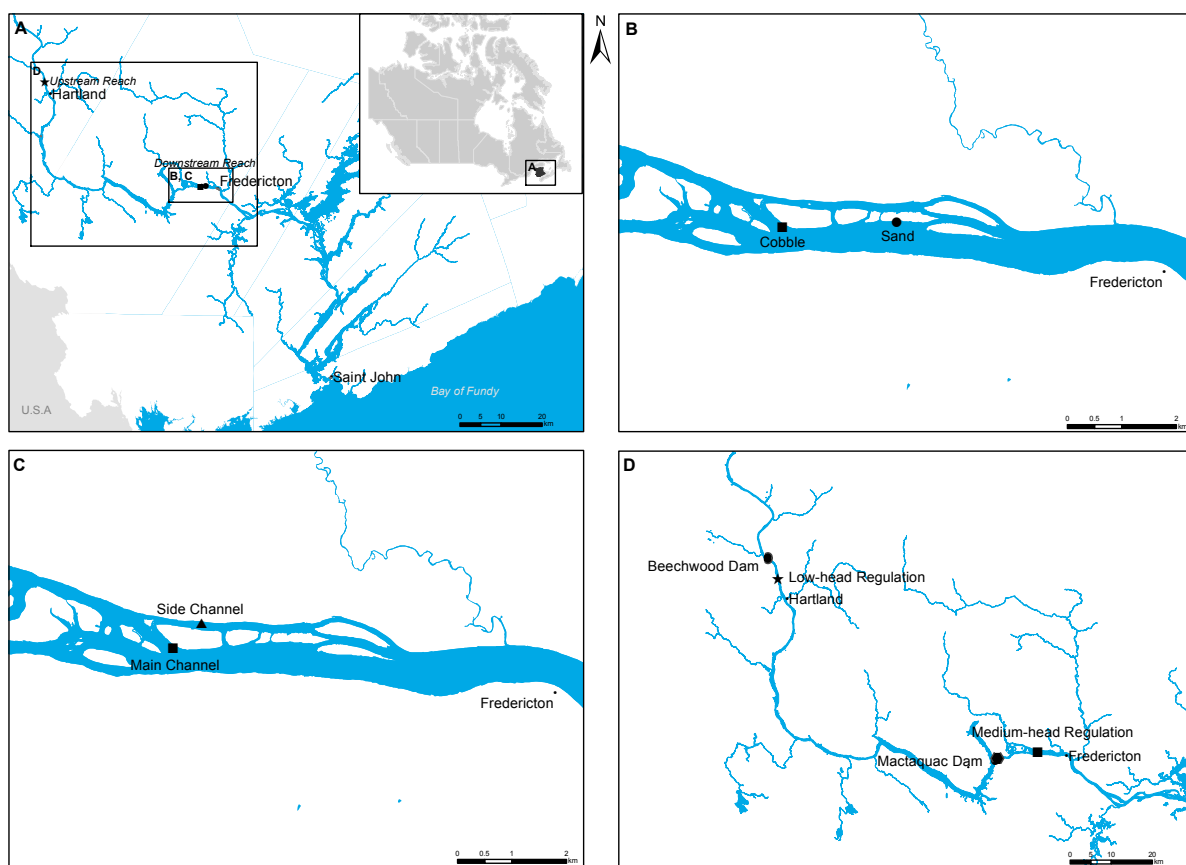 A
D
Upstream Reach
Hartland
Downstream Reach
B, C
Fredericton
Saint John
Bay of Fundy
U.S.A
0 5 10 20
km
A
N
B
Cobble
Sand
Fredericton
0 0.5 1 2
km
C
Side Channel
Main Channel
Fredericton
0 0.5 1 2
km
D
Beechwood Dam
Low-head Regulation
Hartland
Medium-head Regulation
Mactaquac Dam
Fredericton
0 5 10 20
km